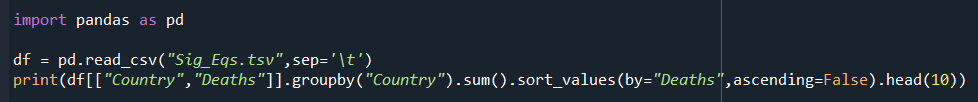 import pandas as pd
df = pd.read_csv("Sig_Eqs.tsv",sep='\t')
print(df[["Country","Deaths"]].groupby("Country").sum().sort_values(by="Deaths",ascending=False).head(10))